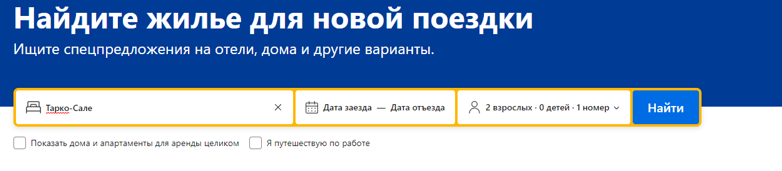 Найдите жилье для новой поездки
Ищите спецпредложения на отели, дома и другие варианты.
Тарко-Сале
Дата заезда — Дата отъезда
2 взрослых · 0 детей · 1 номер
Найти
Показать дома и апартаменты для аренды целиком
Я путешествую по работе